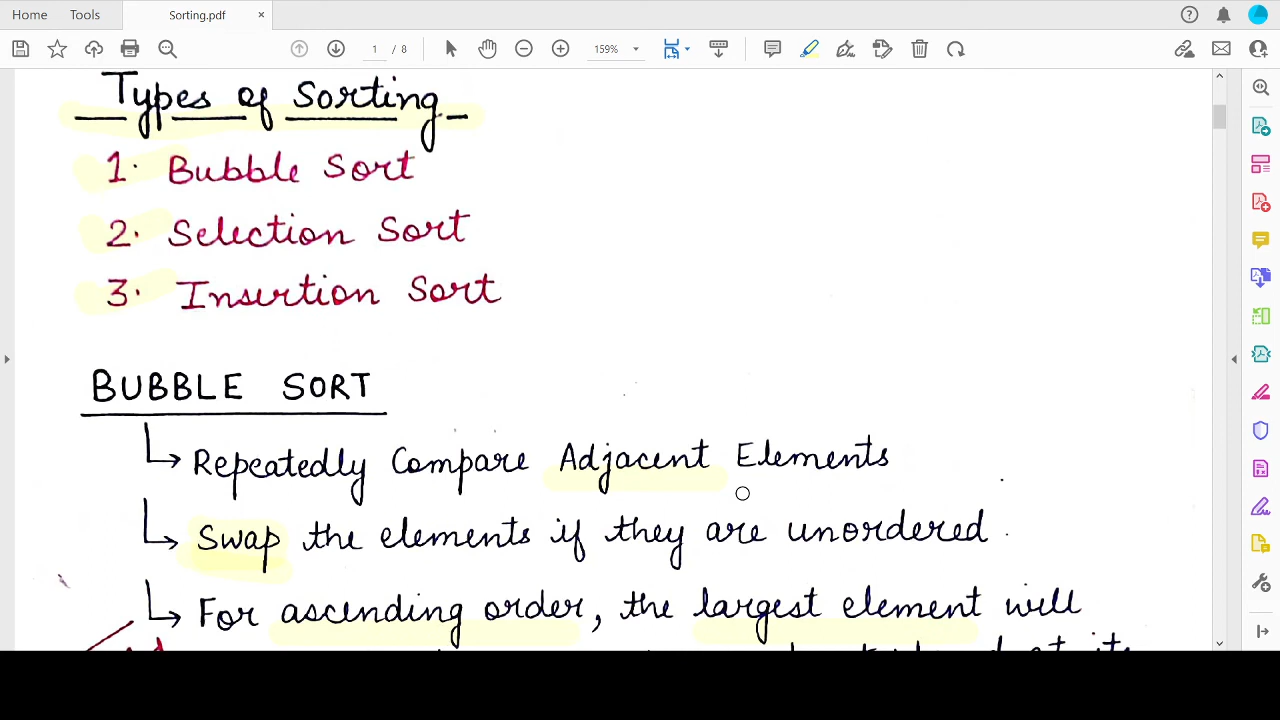 Home Tools Sorting.pdf ×
1 / 8 159%
Types of Sorting
1. Bubble Sort
2. Selection Sort
3. Insertion Sort
BUBBLE SORT
Repeatedly Compare Adjacent Elements
Swap the elements if they are unordered
For ascending order, the largest element will